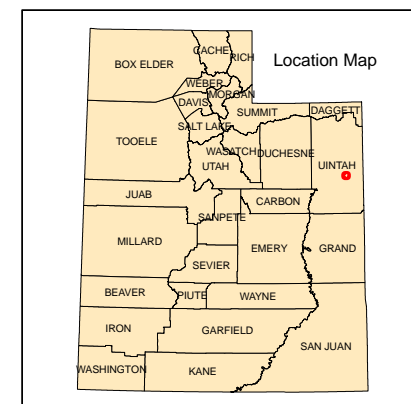 Location Map
CACHE
RICH
BOX ELDER
WEBER
MORGAN
DAVIS
SUMMIT
DAGGETT
SALT LAKE
TOOELE
WASATCH
DUCHESNE
UINTAH
UTAH
JUAB
CARBON
SANPETE
MILLARD
EMERY
GRAND
SEVIER
BEAVER
PIUTE
WAYNE
IRON
GARFIELD
SAN JUAN
WASHINGTON
KANE